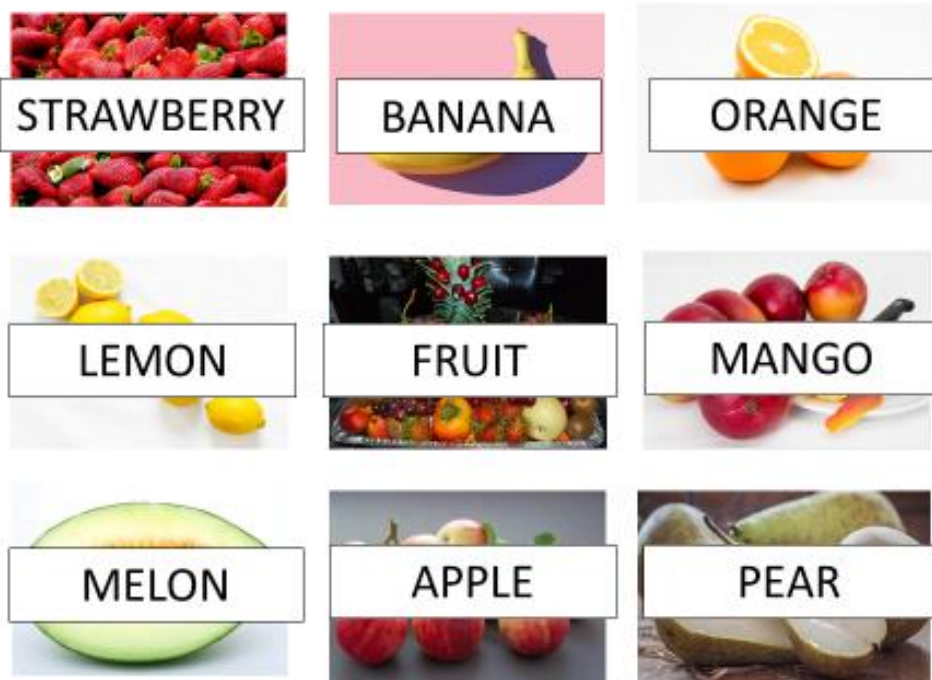 STRAWBERRY
BANANA
ORANGE
LEMON
FRUIT
MANGO
MELON
APPLE
PEAR